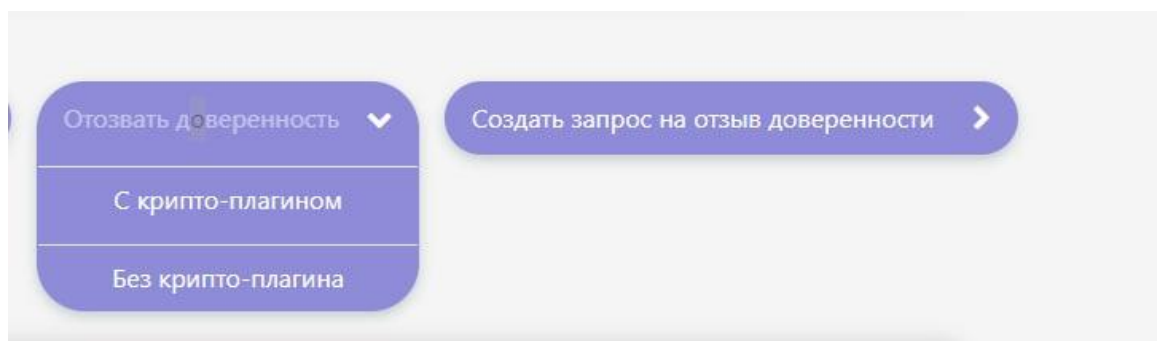 Отозвать доверенность
Создать запрос на отзыв доверенности
С крипто-плагином
Без крипто-плагина